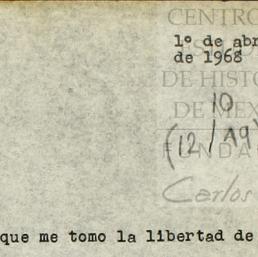 CENTRO
1º de abr
de 1968
DE HISTO
DE MEX
10
(12/A9)
FUNDA
Carlos
que me tomo la libertad de